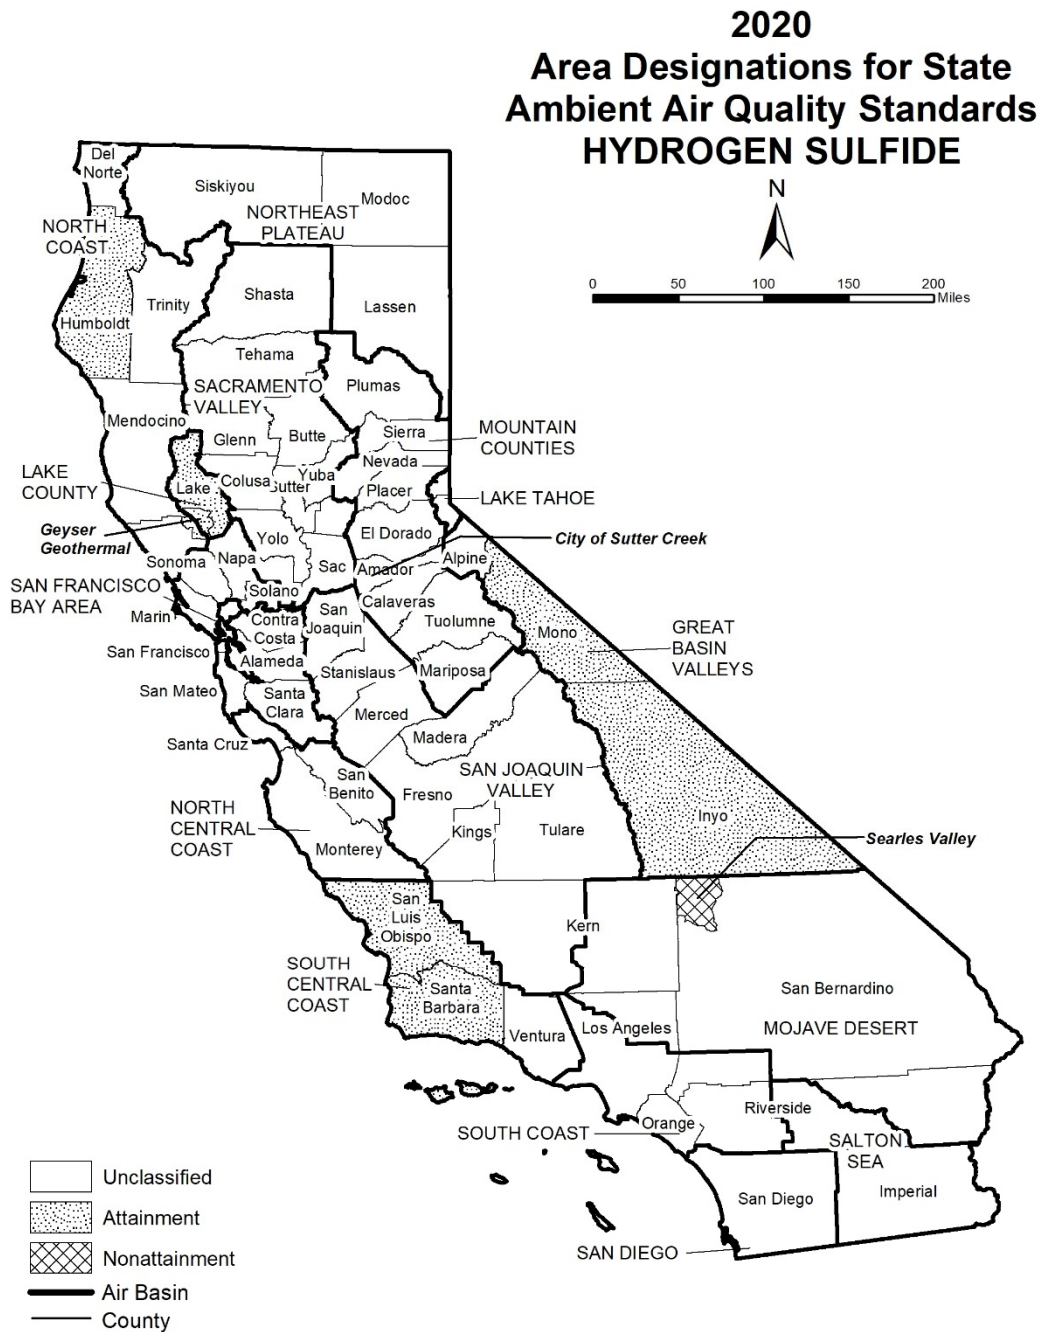 2020
Area Designations for State
Ambient Air Quality Standards
HYDROGEN SULFIDE
N
0 50 100 150 200
Miles
Del
Norte
Siskiyou
Modoc
NORTHEAST
PLATEAU
NORTH
COAST
Trinity
Shasta
Lassen
Humboldt
Tehama
Plumas
SACRAMENTO
VALLEY
Mendocino
Glenn
Butte
Sierra
MOUNTAIN
COUNTIES
Nevada
LAKE
COUNTY
Lake
Colusa
Sutter
Yuba
Placer
LAKE TAHOE
Geyser
Geothermal
Yolo
El Dorado
City of Sutter Creek
Sonoma
Napa
Sac
Amador
Alpine
SAN FRANCISCO
BAY AREA
Solano
Calaveras
Marin
Contra
Costa
San
Joaquin
Tuolumne
Mono
GREAT
BASIN
VALLEYS
San Francisco
Alameda
Stanislaus
Mariposa
San Mateo
Santa
Clara
Merced
Santa Cruz
Madera
San
Benito
Fresno
SAN JOAQUIN
VALLEY
NORTH
CENTRAL
COAST
Monterey
Kings
Tulare
Inyo
Searles Valley
San
Luis
Obispo
Kern
SOUTH
CENTRAL
COAST
Santa
Barbara
San Bernardino
Ventura
Los Angeles
MOJAVE DESERT
SOUTH COAST
Orange
Riverside
SALTON
SEA
San Diego
Imperial
SAN DIEGO
Unclassified
Attainment
Nonattainment
Air Basin
County